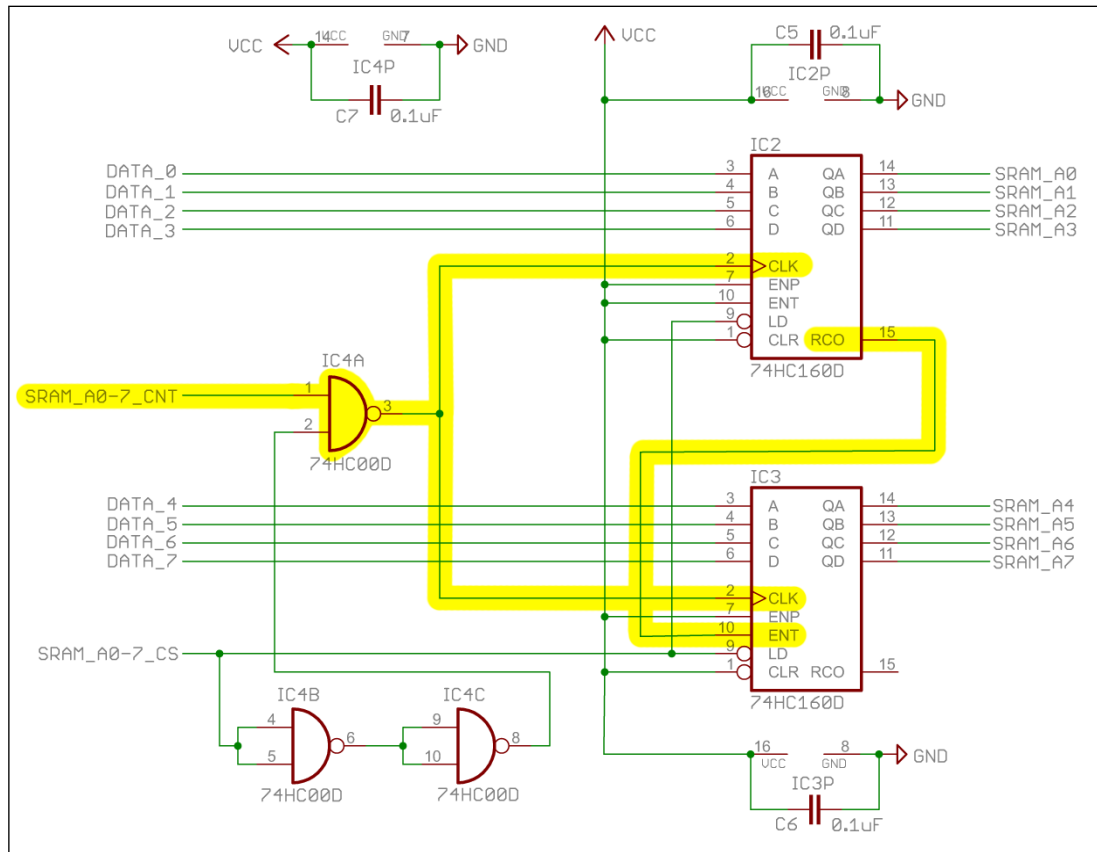 VCC 14 VCC GND 7 GND
IC4P
C7 0.1uF
VCC
C5 0.1uF
IC2P
16 VCC GND 8 GND
IC2
DATA_0 3 A QA 14 SRAM_A0
DATA_1 4 B QB 13 SRAM_A1
DATA_2 5 C QC 12 SRAM_A2
DATA_3 6 D QD 11 SRAM_A3
2 CLK
7 ENP
10 ENT
9 LD
1 CLR RCO 15
74HC160D
IC4A
SRAM_A0-7_CNT 1
3
2
74HC00D
IC3
DATA_4 3 A QA 14 SRAM_A4
DATA_5 4 B QB 13 SRAM_A5
DATA_6 5 C QC 12 SRAM_A6
DATA_7 6 D QD 11 SRAM_A7
2 CLK
7 ENP
10 ENT
SRAM_A0-7_CS 9 LD
1 CLR RCO 15
74HC160D
IC4B IC4C
4 9
6 8
5 10
74HC00D 74HC00D
16 VCC GND 8 GND
IC3P
C6 0.1uF